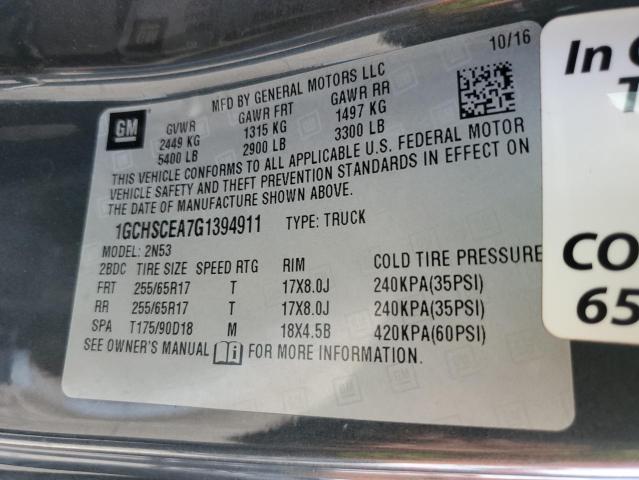 10/16
MFD BY GENERAL MOTORS LLC
GM
GVWR GAWR FRT GAWR RR
2449 KG 1315 KG 1497 KG
5400 LB 2900 LB 3300 LB
THIS VEHICLE CONFORMS TO ALL APPLICABLE U.S. FEDERAL MOTOR
VEHICLE SAFETY AND THEFT PREVENTION STANDARDS IN EFFECT ON
THE DATE OF MANUFACTURE SHOWN ABOVE.
1GCHSCEA7G1394911 TYPE: TRUCK
MODEL: 2N53
2BDC TIRE SIZE SPEED RTG RIM COLD TIRE PRESSURE
FRT 255/65R17 T 17X8.0J 240KPA(35PSI)
RR 255/65R17 T 17X8.0J 240KPA(35PSI)
SPA T175/90D18 M 18X4.5B 420KPA(60PSI)
SEE OWNER'S MANUAL i FOR MORE INFORMATION.
In
CO
65